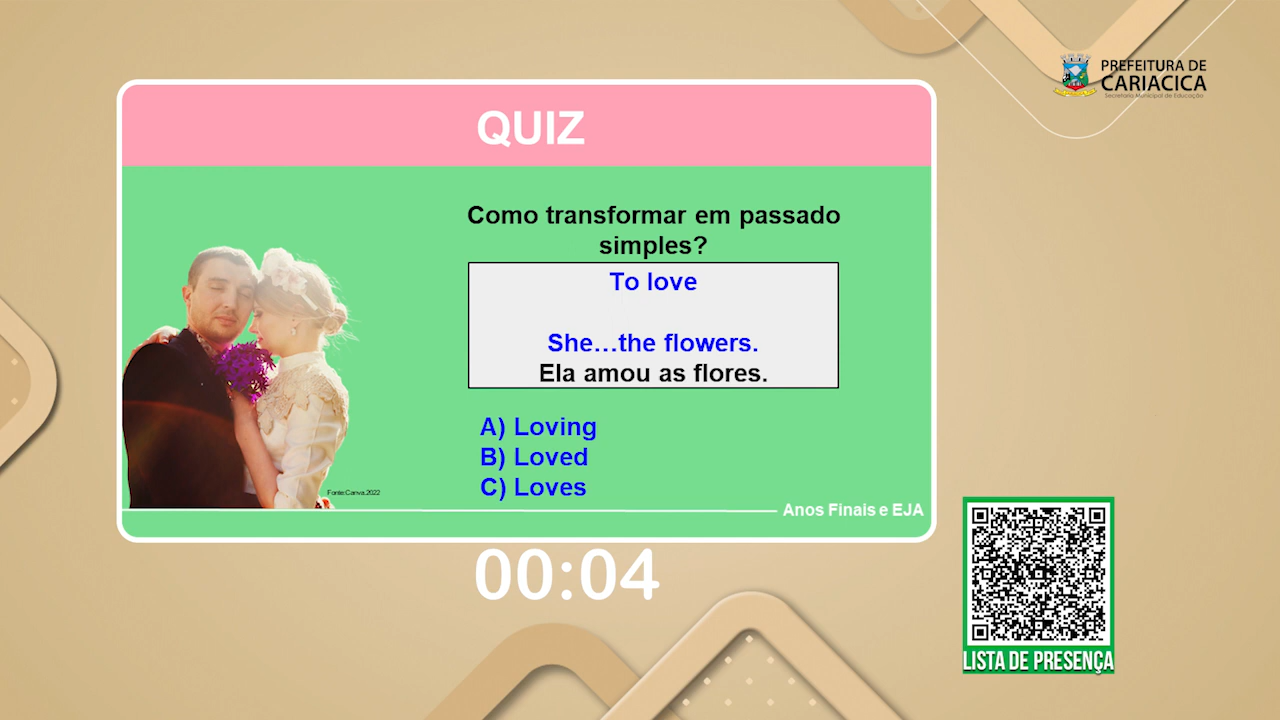 PREFEITURA DE
CARIACICA
Secretaria Municipal de Educação
QUIZ
Como transformar em passado
simples?
To love
She…the flowers.
Ela amou as flores.
A) Loving
B) Loved
C) Loves
Fonte:Canva,2022
Anos Finais e EJA
00:04
LISTA DE PRESENÇA